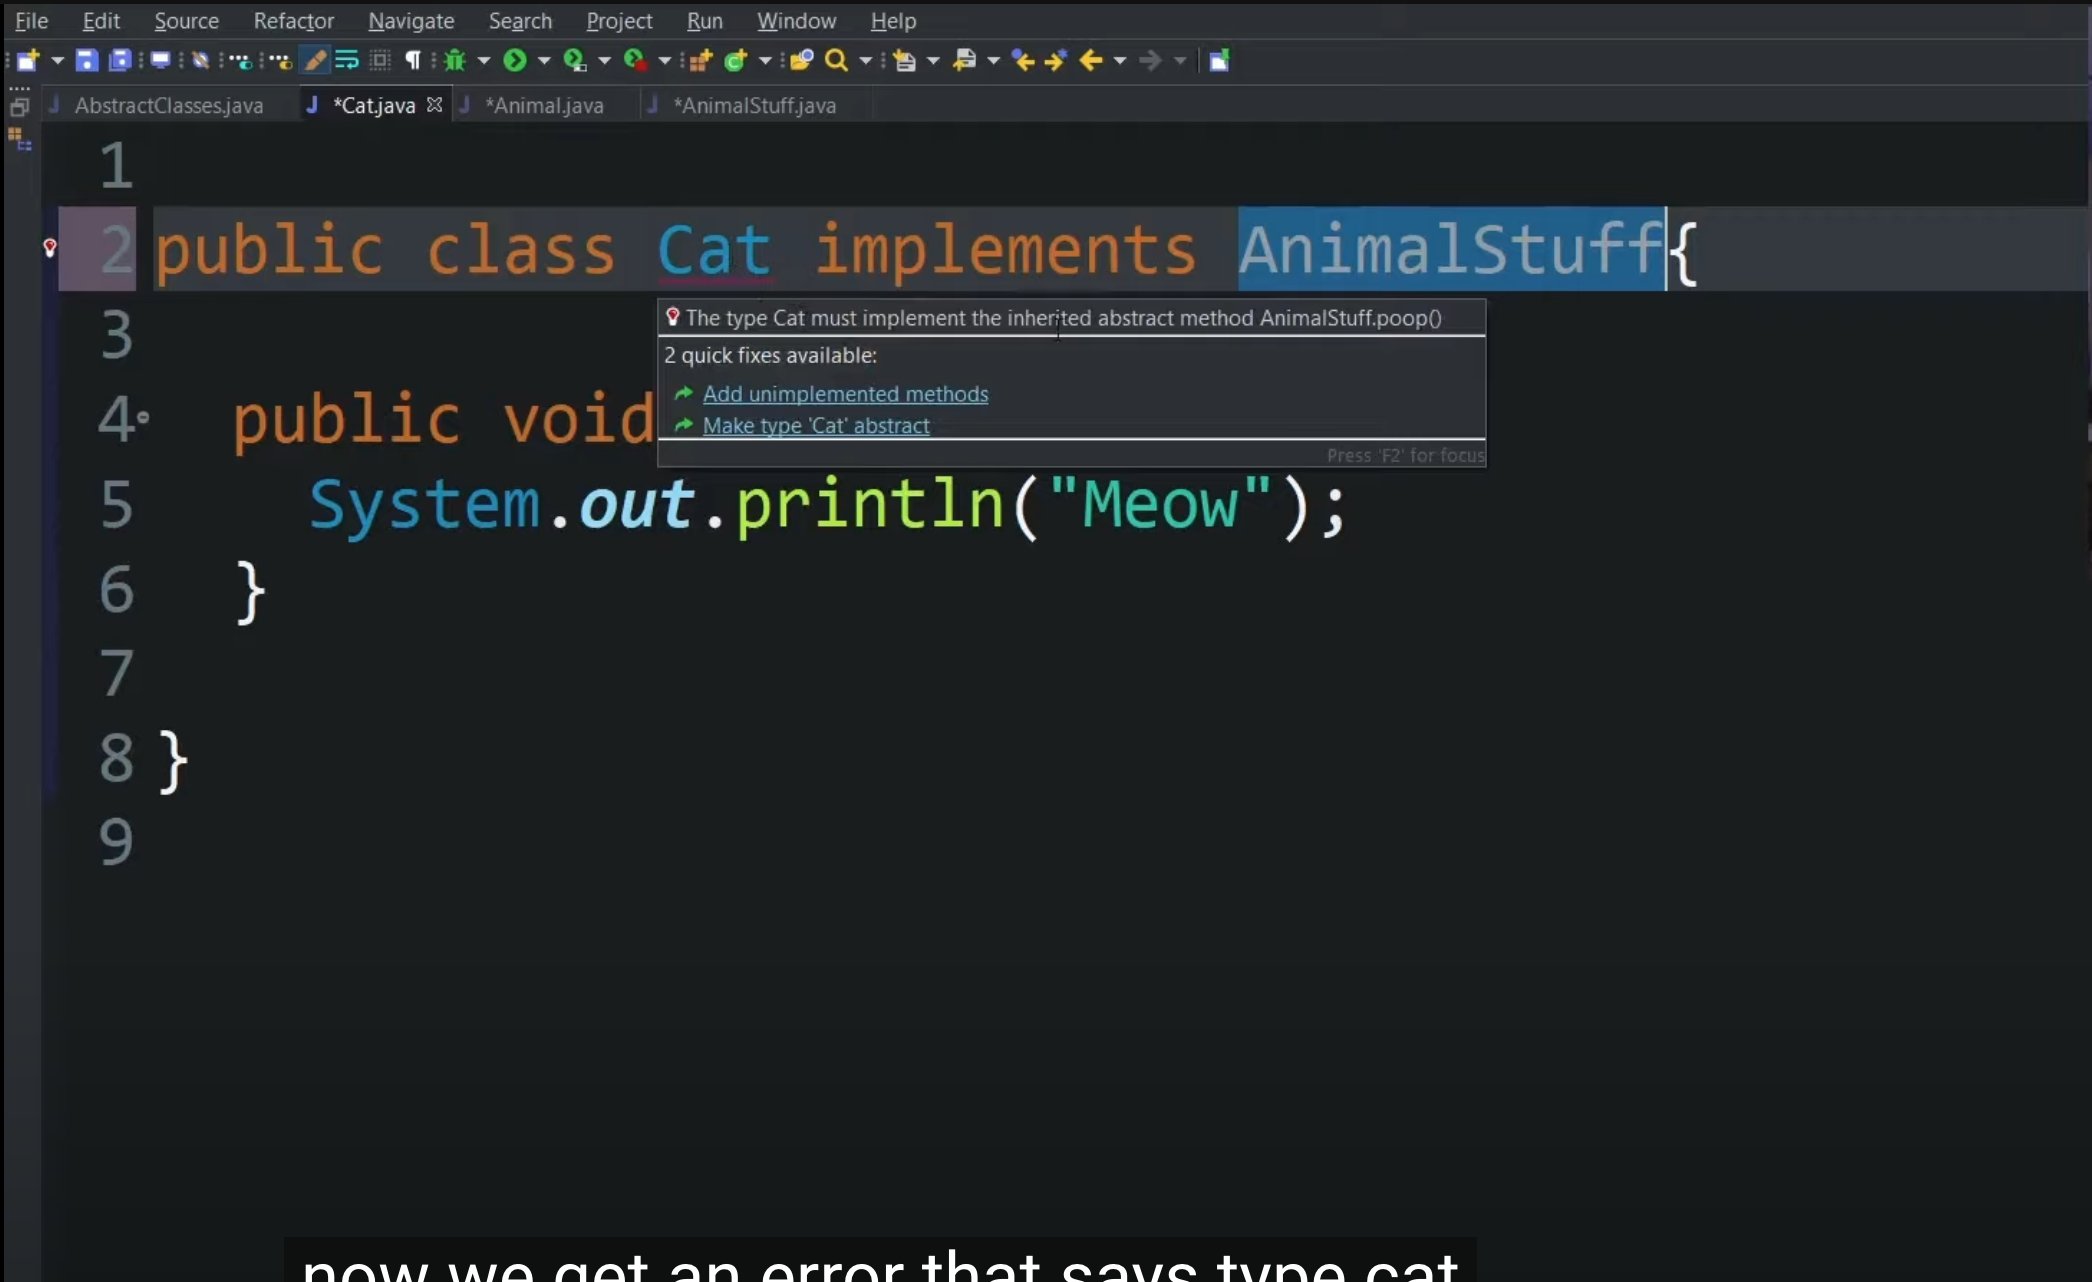 File Edit Source Refactor Navigate Search Project Run Window Help
AbstractClasses.java *Cat.java *Animal.java *AnimalStuff.java
1
2 public class Cat implements AnimalStuff{
The type Cat must implement the inherited abstract method AnimalStuff.poop()
3
2 quick fixes available:
Add unimplemented methods
4 public void
Make type 'Cat' abstract
Press 'F2' for focus
5 System.out.println("Meow");
6 }
7
8 }
9
now we get an error that says type cat